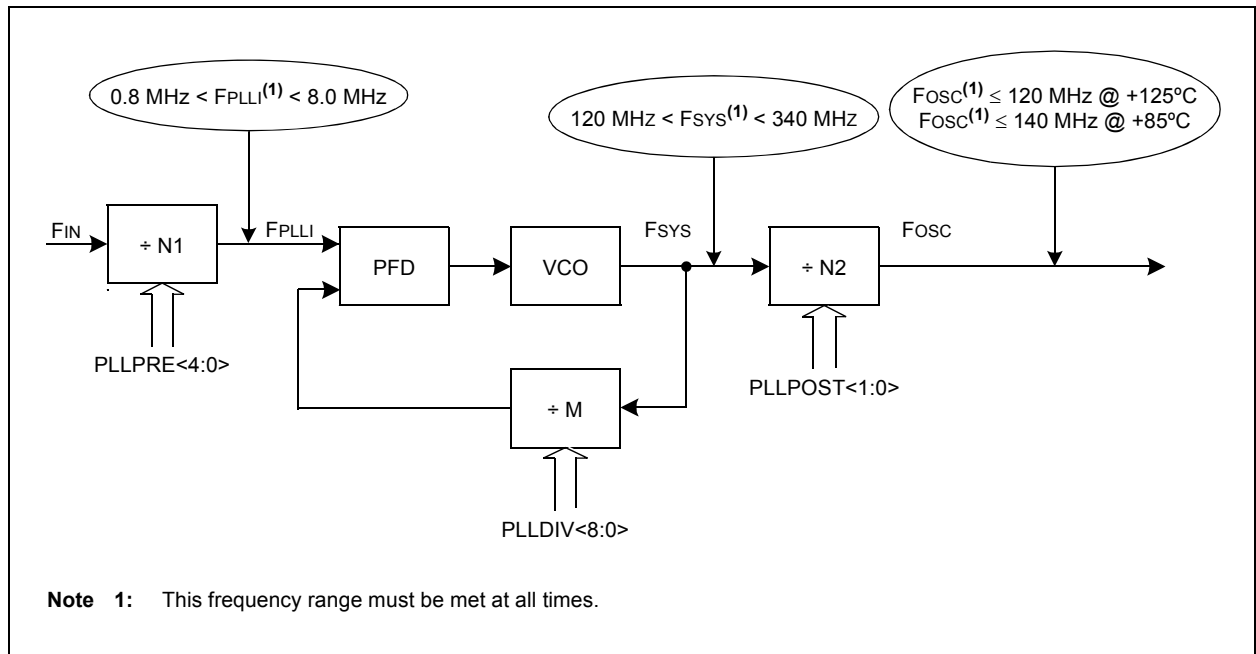 0.8 MHz < FPLLI(1) < 8.0 MHz
120 MHZ < FSYS(1) < 340 MHZ
FOSC(1) ≤ 120 MHz @ +125ºC
FOSC(1) ≤ 140 MHz @ +85ºC
FIN
÷ N1
FPLLI
PFD
VCO
FSYS
÷ N2
FOSC
PLLPRE<4:0>
÷ M
PLLPOST<1:0>
PLLDIV<8:0>
Note 1: This frequency range must be met at all times.